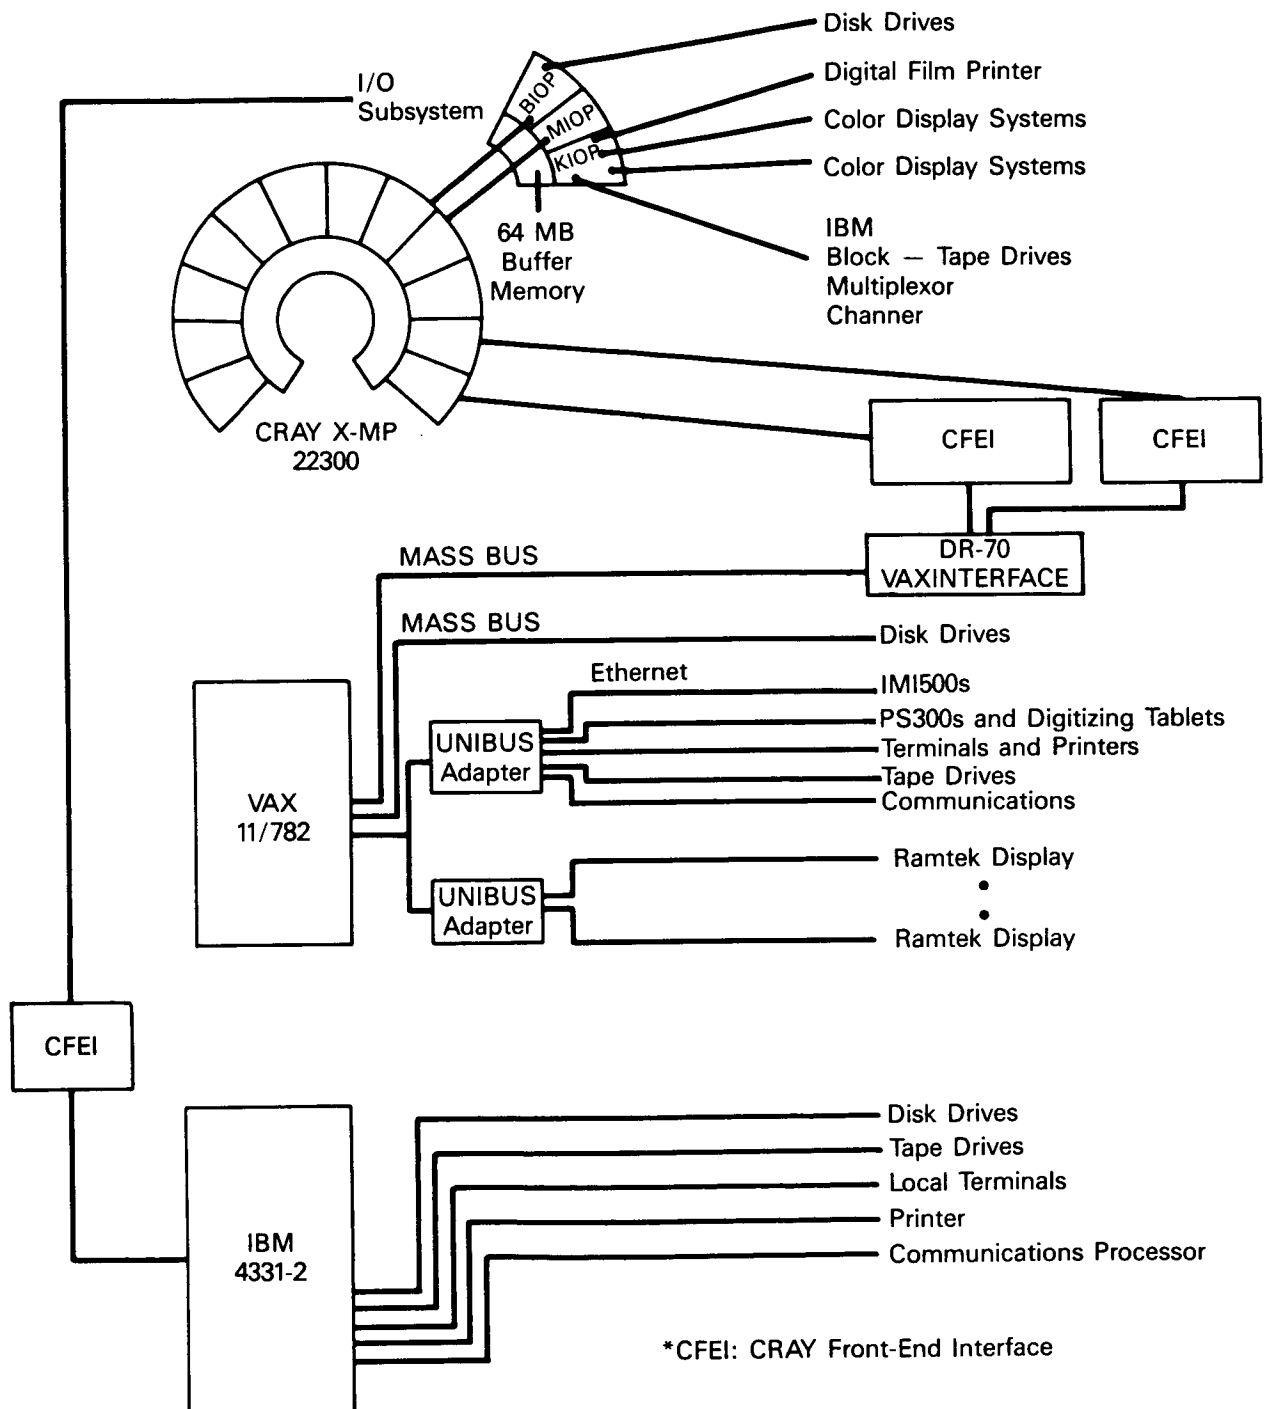 Disk Drives
I/O
Subsystem
BIOP
MIOP
KIOP
Digital Film Printer
Color Display Systems
Color Display Systems
64 MB
Buffer
Memory
IBM
Block — Tape Drives
Multiplexor
Channer
CRAY X-MP
22300
CFEI
CFEI
DR-70
VAXINTERFACE
MASS BUS
MASS BUS
Disk Drives
Ethernet
IMI500s
PS300s and Digitizing Tablets
Terminals and Printers
Tape Drives
Communications
UNIBUS
Adapter
VAX
11/782
Ramtek Display
UNIBUS
Adapter
Ramtek Display
CFEI
Disk Drives
Tape Drives
Local Terminals
Printer
Communications Processor
IBM
4331-2
*CFEI: CRAY Front-End Interface